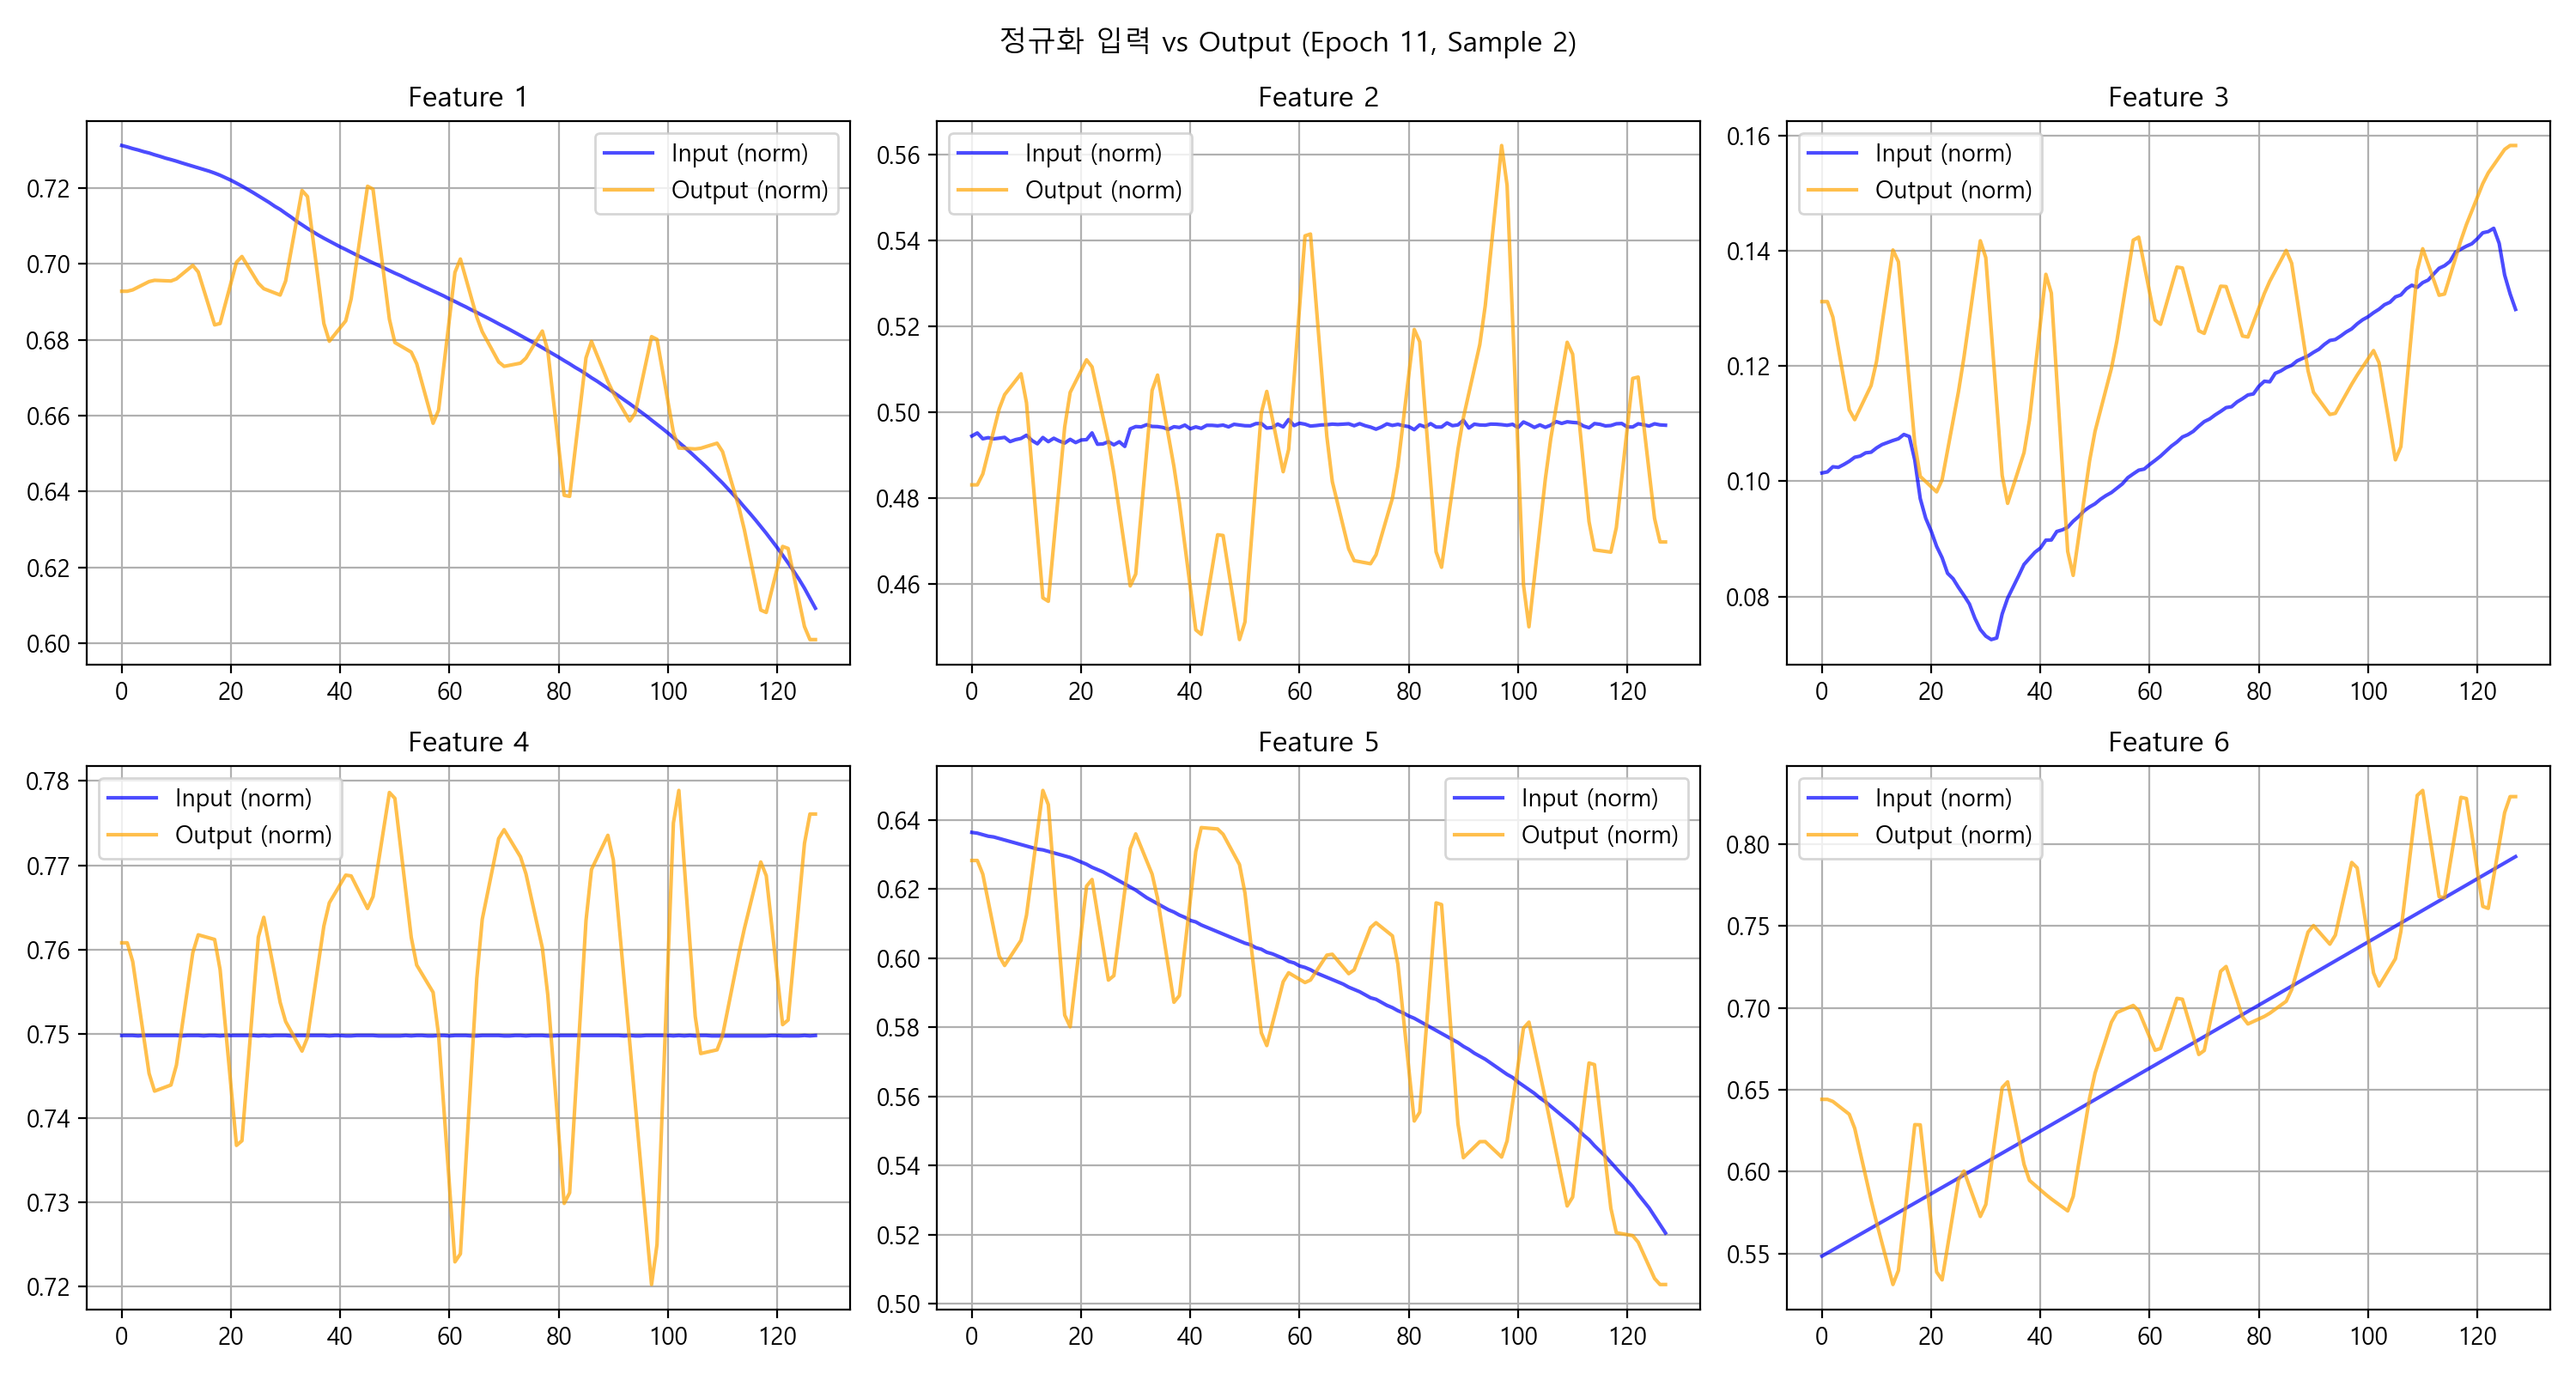 정규화 입력 vs Output (Epoch 11, Sample 2)
Feature 1
Input (norm)
Output (norm)
0.72
0.70
0.68
0.66
0.64
0.62
0.60
0 20 40 60 80 100 120
Feature 2
Input (norm)
Output (norm)
0.56
0.54
0.52
0.50
0.48
0.46
0 20 40 60 80 100 120
Feature 3
Input (norm)
Output (norm)
0.16
0.14
0.12
0.10
0.08
0 20 40 60 80 100 120
Feature 4
Input (norm)
Output (norm)
0.78
0.77
0.76
0.75
0.74
0.73
0.72
0 20 40 60 80 100 120
Feature 5
Input (norm)
Output (norm)
0.64
0.62
0.60
0.58
0.56
0.54
0.52
0.50
0 20 40 60 80 100 120
Feature 6
Input (norm)
Output (norm)
0.80
0.75
0.70
0.65
0.60
0.55
0 20 40 60 80 100 120